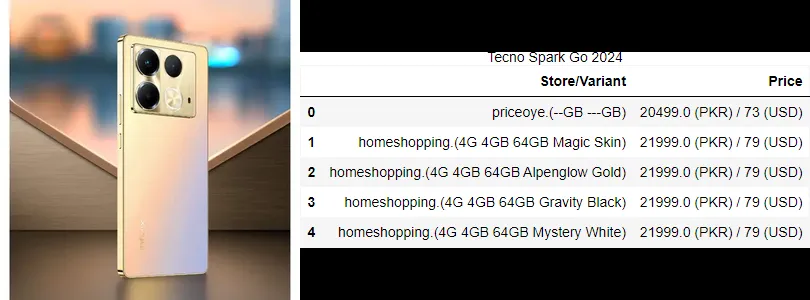 Tecno Spark Go 2024
Store/Variant Price
0 priceoye.(--GB ---GB) 20499.0 (PKR) / 73 (USD)
1 homeshopping.(4G 4GB 64GB Magic Skin) 21999.0 (PKR) / 79 (USD)
2 homeshopping.(4G 4GB 64GB Alpenglow Gold) 21999.0 (PKR) / 79 (USD)
3 homeshopping.(4G 4GB 64GB Gravity Black) 21999.0 (PKR) / 79 (USD)
4 homeshopping.(4G 4GB 64GB Mystery White) 21999.0 (PKR) / 79 (USD)